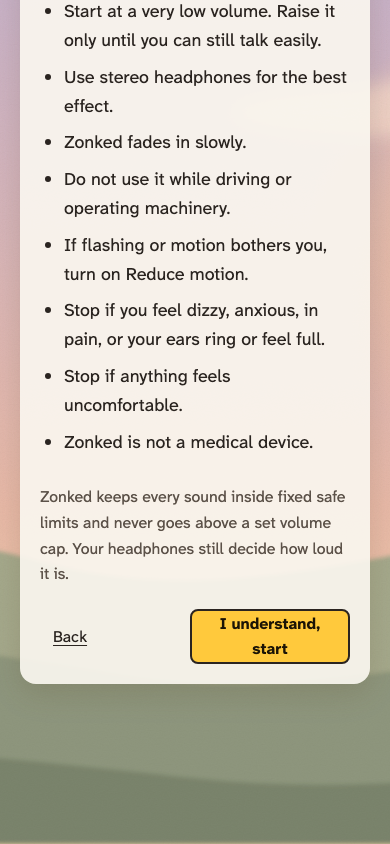 Start at a very low volume. Raise it
only until you can still talk easily.
Use stereo headphones for the best
effect.
Zonked fades in slowly.
Do not use it while driving or
operating machinery.
If flashing or motion bothers you,
turn on Reduce motion.
Stop if you feel dizzy, anxious, in
pain, or your ears ring or feel full.
Stop if anything feels
uncomfortable.
Zonked is not a medical device.
Zonked keeps every sound inside fixed safe
limits and never goes above a set volume
cap. Your headphones still decide how loud
it is.
Back
I understand,
start